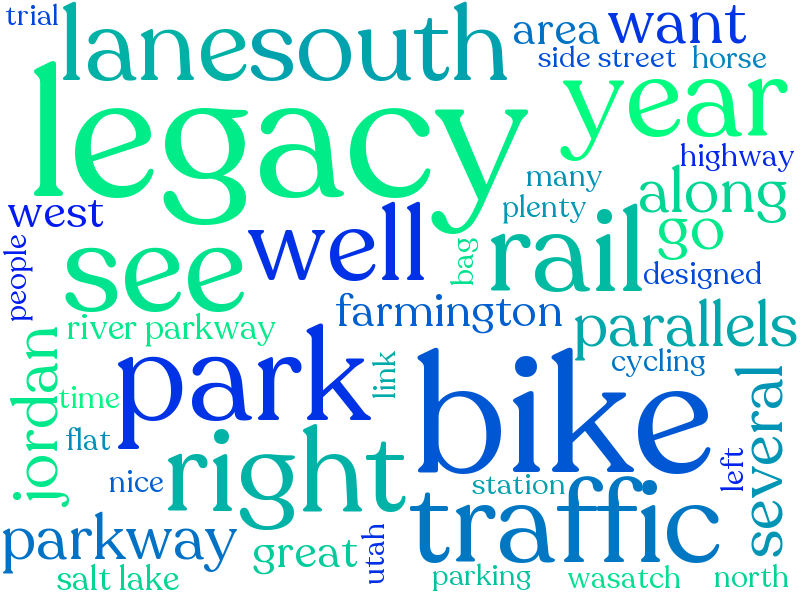 trial
lanesouth
area
want
side street
horse
legacy
year
highway
many
along
west
plenty
well
rail
go
people
see
bag
designed
farmington
river parkway
parallels
jordan
park
link
bike
cycling
time
several
flat
right
left
nice
station
traffic
parkway
great
utah
salt lake
parking
wasatch
north